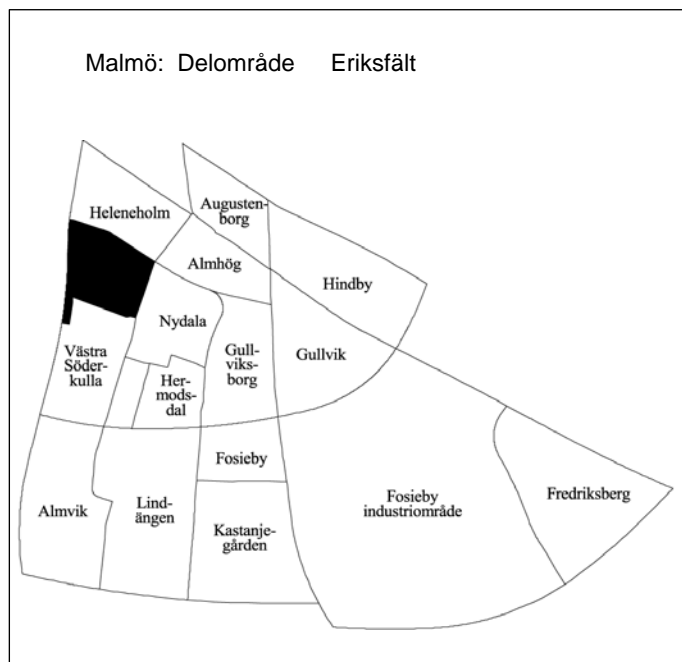 Malmö: Delområde Eriksfält
Augusten-
borg
Heleneholm
Almhög
Hindby
Nydala
Gullvik
Västra
Söder-
kulla
Gull-
viks-
borg
Her-
mods-
dal
Fosieby
Almvik
Lind-
ängen
Kastanje-
gården
Fosieby
industriområde
Fredriksberg